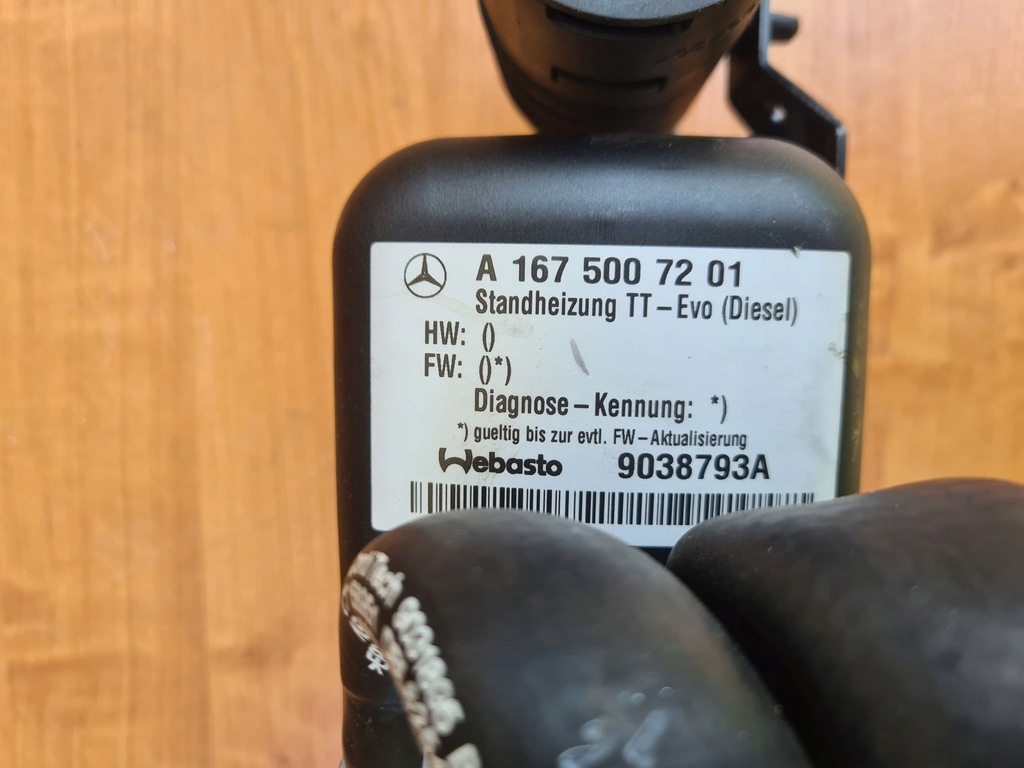 A 167 500 72 01
Standheizung TT-Evo (Diesel)
HW: ()
FW: ()*)
Diagnose-Kennung: *)
*) gueltig bis zur evtl. FW-Aktualisierung
Webasto 9038793A